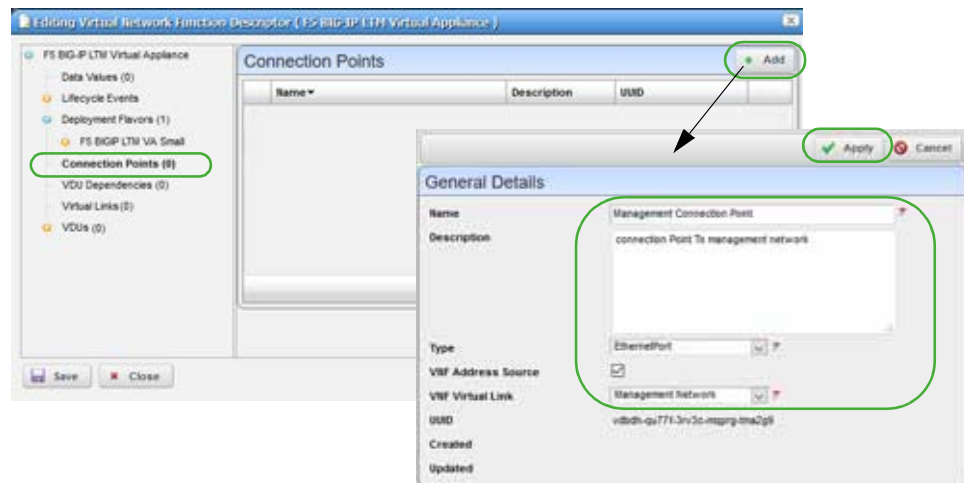 Editing Virtual Network Function Descriptor ( F5 BIG-IP LTM Virtual Appliance )
F5 BIG-IP LTM Virtual Appliance
Data Values (0)
Lifecycle Events
Deployment Flavors (1)
F5 BIGIP LTM VA Small
Connection Points (0)
VDU Dependencies (0)
Virtual Links (0)
VDUs (0)
Save
Close
Connection Points
Add
Name
Description
UUID
Apply
Cancel
General Details
Name
Management Connection Point
Description
connection Point To management network
Type
EthernetPort
VNF Address Source
VNF Virtual Link
Management Network
UUID
Created
Updated